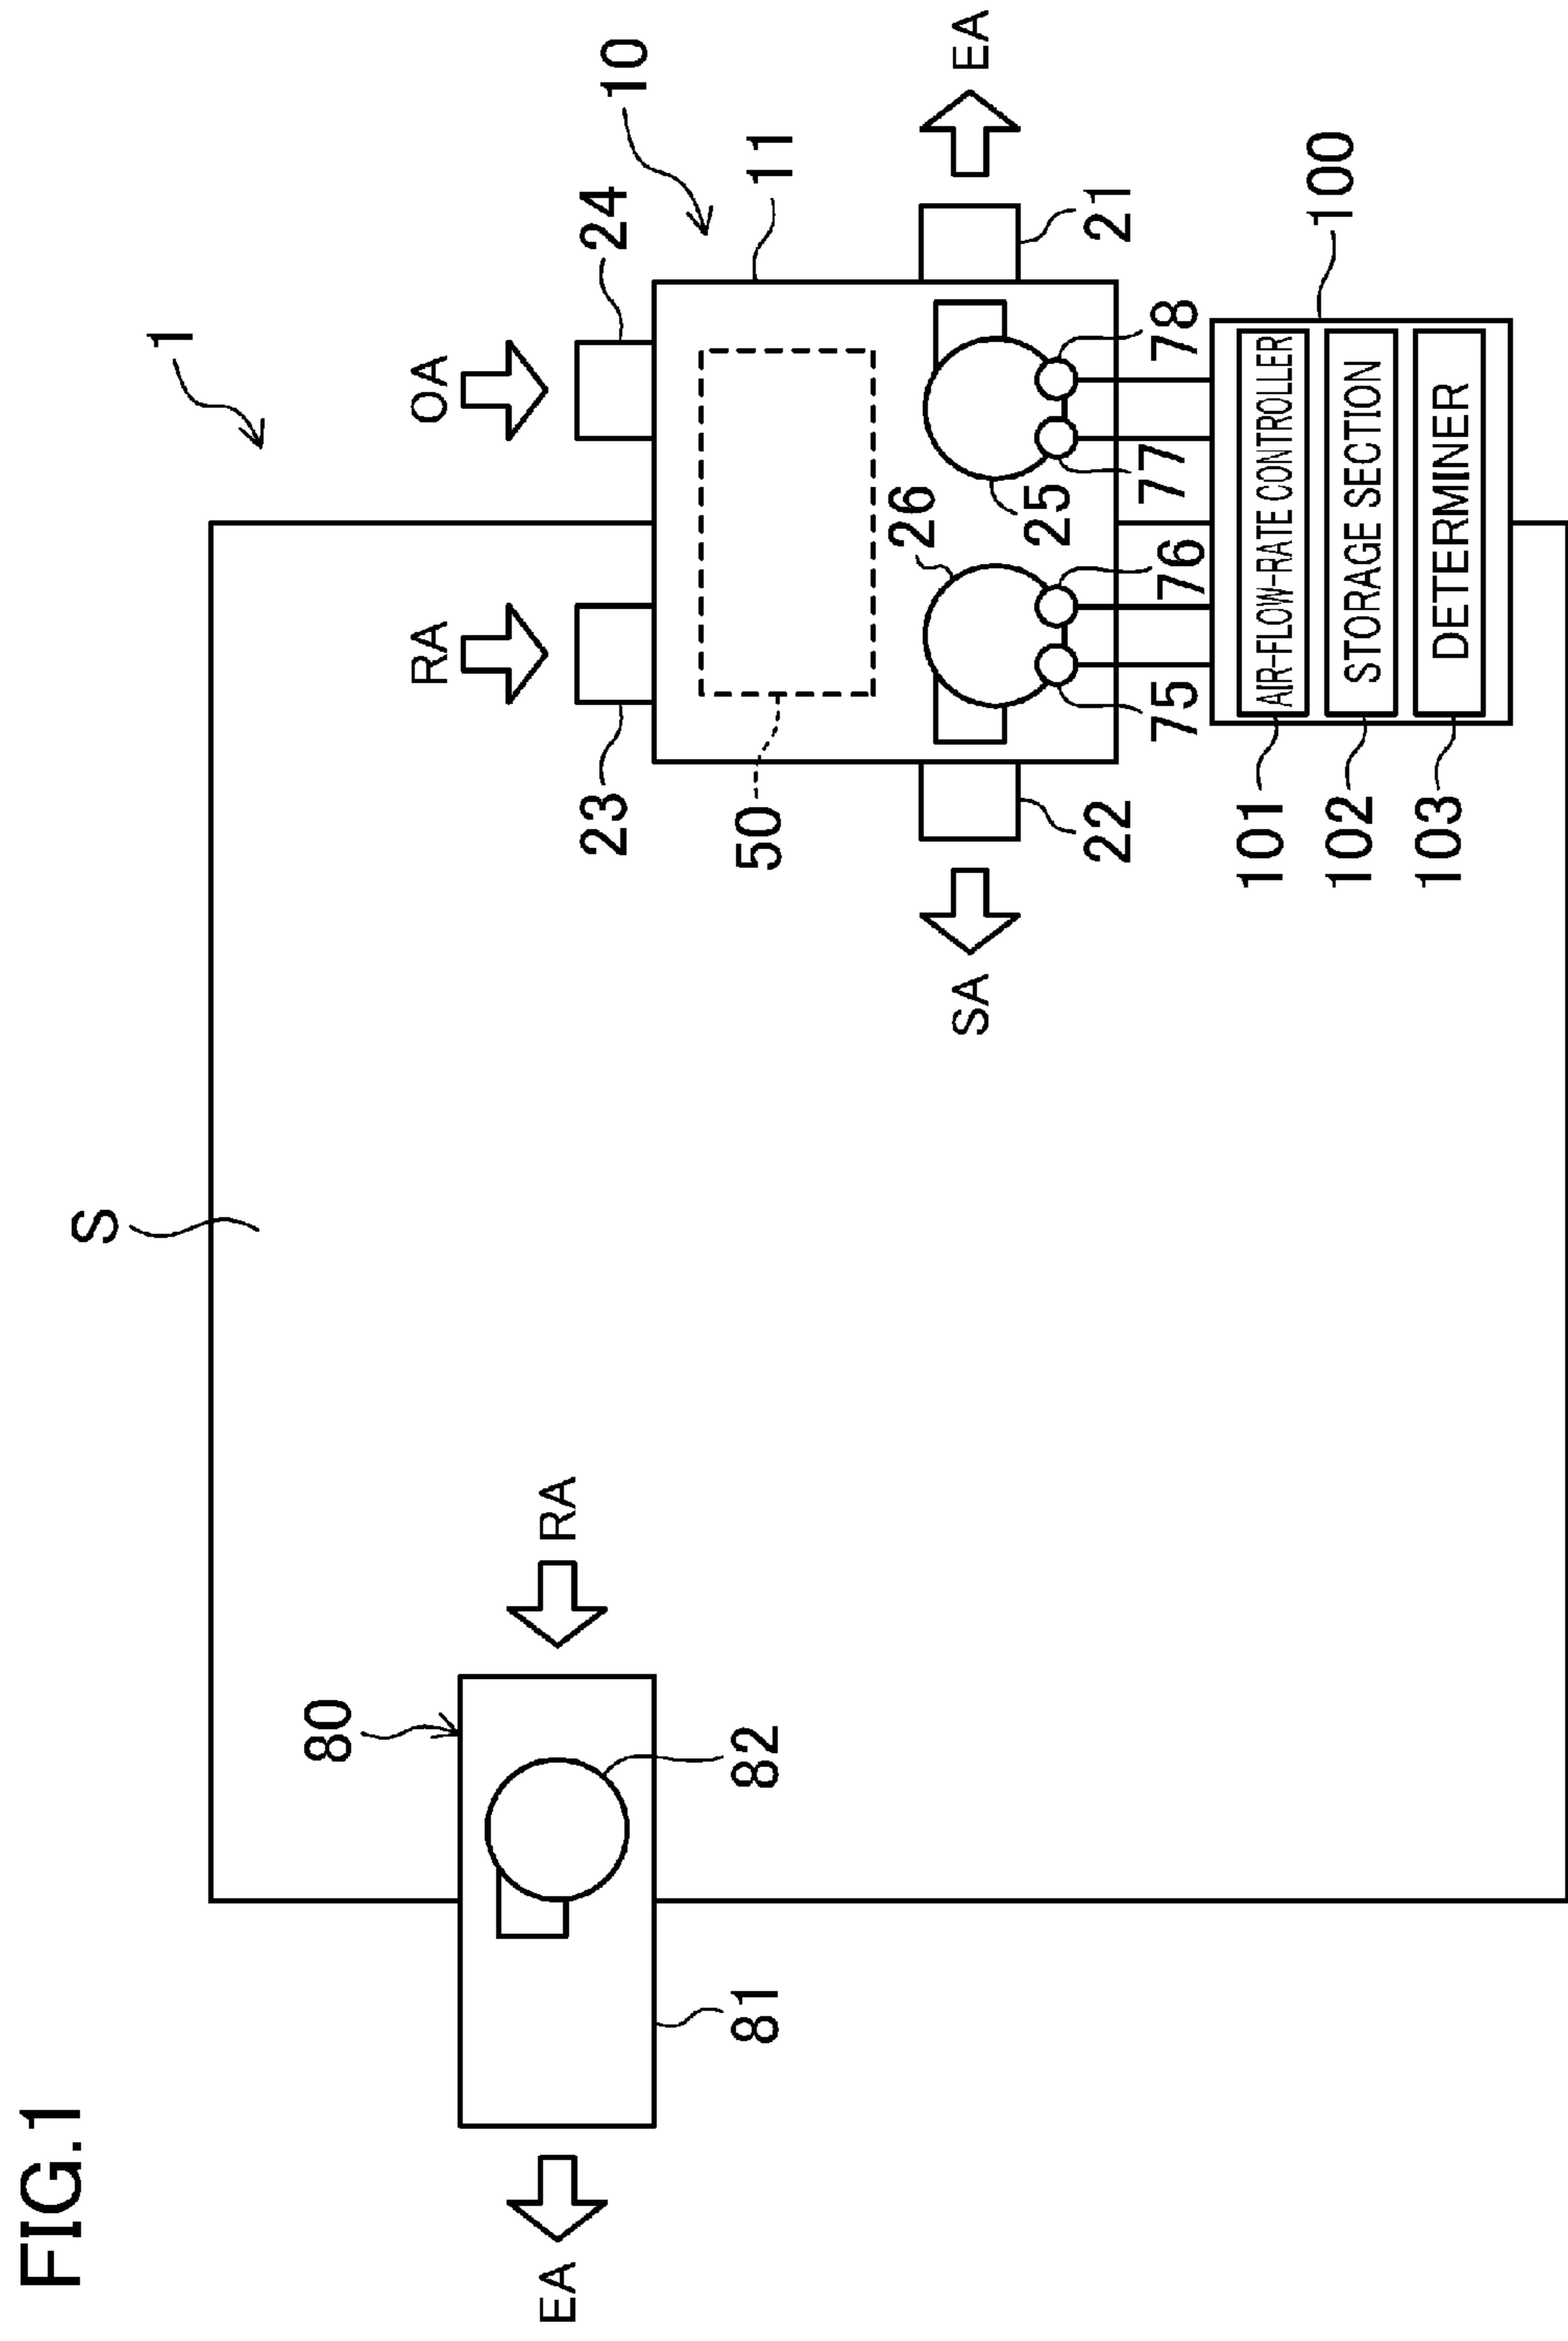 FIG.1
1
S
10
EA
OA
24
11
RA
23
50
26
25
21
22
SA
78
77
76
75
100
AIR-FLOW-RATE CONTROLLER
STORAGE SECTION
DETERMINER
101
102
103
80
RA
82
81
EA